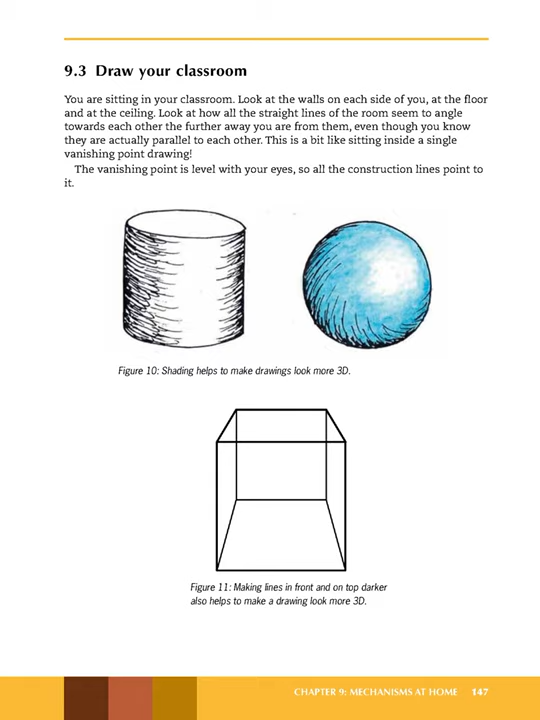 9.3 Draw your classroom
You are sitting in your classroom. Look at the walls on each side of you, at the floor
and at the ceiling. Look at how all the straight lines of the room seem to angle
towards each other the further away you are from them, even though you know
they are actually parallel to each other. This is a bit like sitting inside a single
vanishing point drawing!
The vanishing point is level with your eyes, so all the construction lines point to
it.
Figure 10: Shading helps to make drawings look more 3D.
Figure 11: Making lines in front and on top darker
also helps to make a drawing look more 3D.
CHAPTER 9: MECHANISMS AT HOME 147